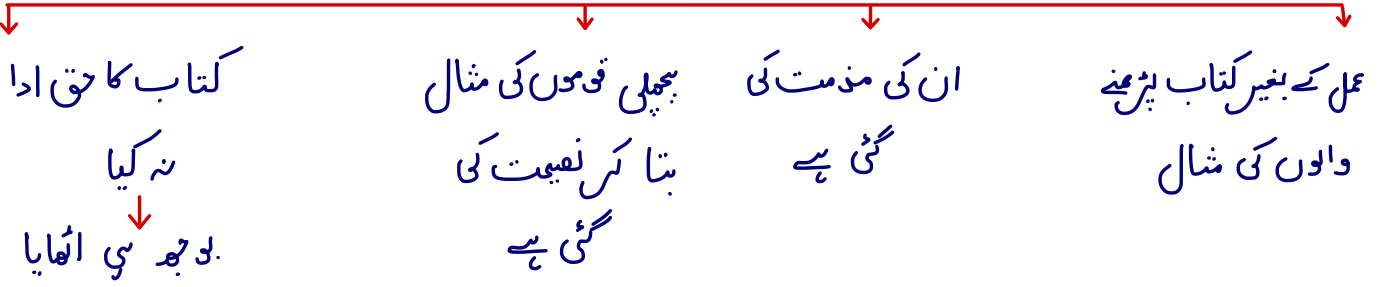 عمل کے بغیر کتاب پڑھنے
والوں کی مثال
ان کی مذمت کی
گئی ہے
پچھلی قوموں کی مثال
بتا کر نصیحت کی
گئی ہے
کتاب کا حق ادا
نہ کیا
بوجھ ہی اٹھایا